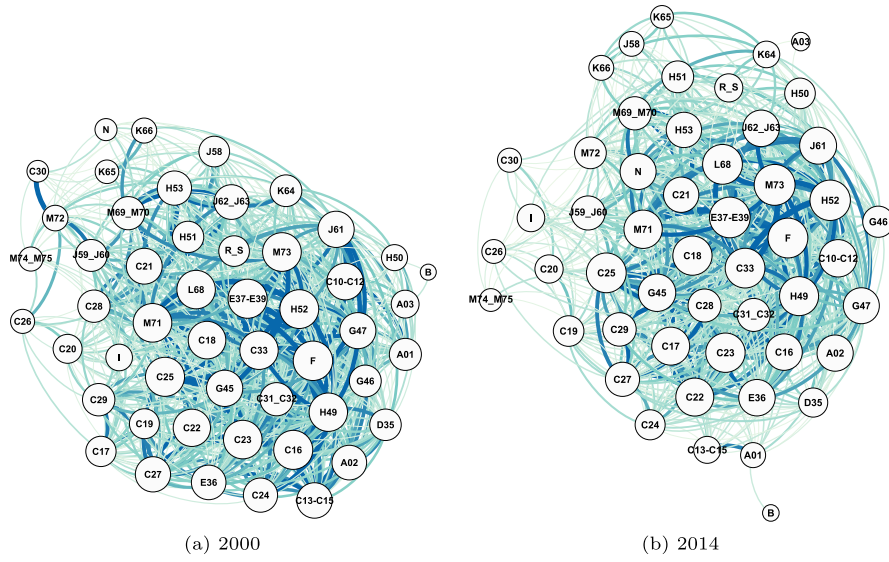 N
K66
J58
C30
K65
H53
K64
M72
M69_M70
J62_J63
J61
H51
R_S
M73
H50
M74_M75
J59_J60
C21
B
L68
E37-E39
C10-C12
C28
H52
A03
C26
M71
G47
C20
I
C18
C33
F
A01
C25
G45
G46
C29
C31_C32
H49
C19
C22
C23
D35
C17
C16
A02
C27
E36
C24
C13-C15
(a) 2000
K65
J58
A03
K64
K66
H51
R_S
H50
M69_M70
H53
J62_J63
M72
J61
C30
N
L68
M73
C21
H52
I
J59_J60
E37-E39
G46
M71
F
C26
C18
C10-C12
C20
C25
C33
M74_M75
G45
H49
G47
C28
C31_C32
C19
C29
C17
C23
C16
A02
C27
C22
E36
D35
C24
C13-C15
A01
B
(b) 2014